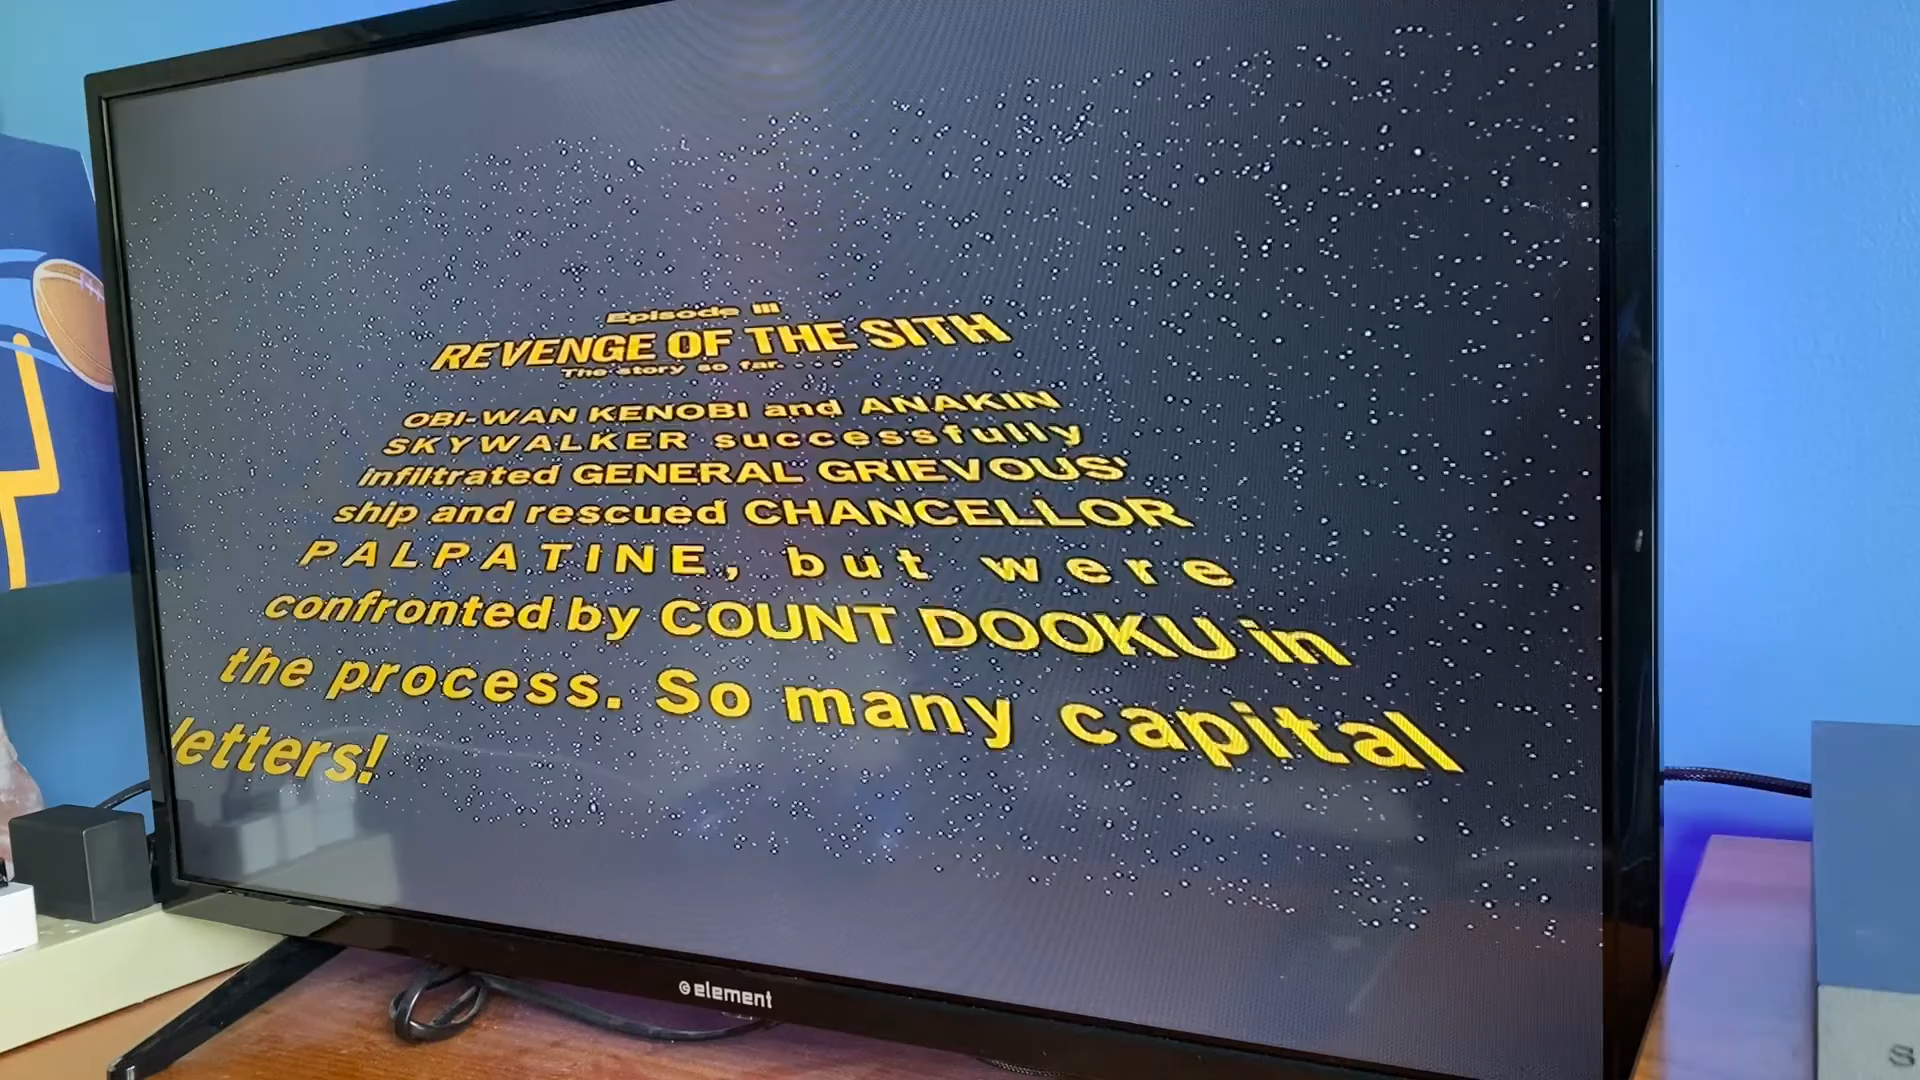 Episode III
REVENGE OF THE SITH
The story so far. . . .
OBI-WAN KENOBI and ANAKIN
SKYWALKER successfully
infiltrated GENERAL GRIEVOUS'
ship and rescued CHANCELLOR
PALPATINE, but were
confronted by COUNT DOOKU in
the process. So many capital
letters!
element
S